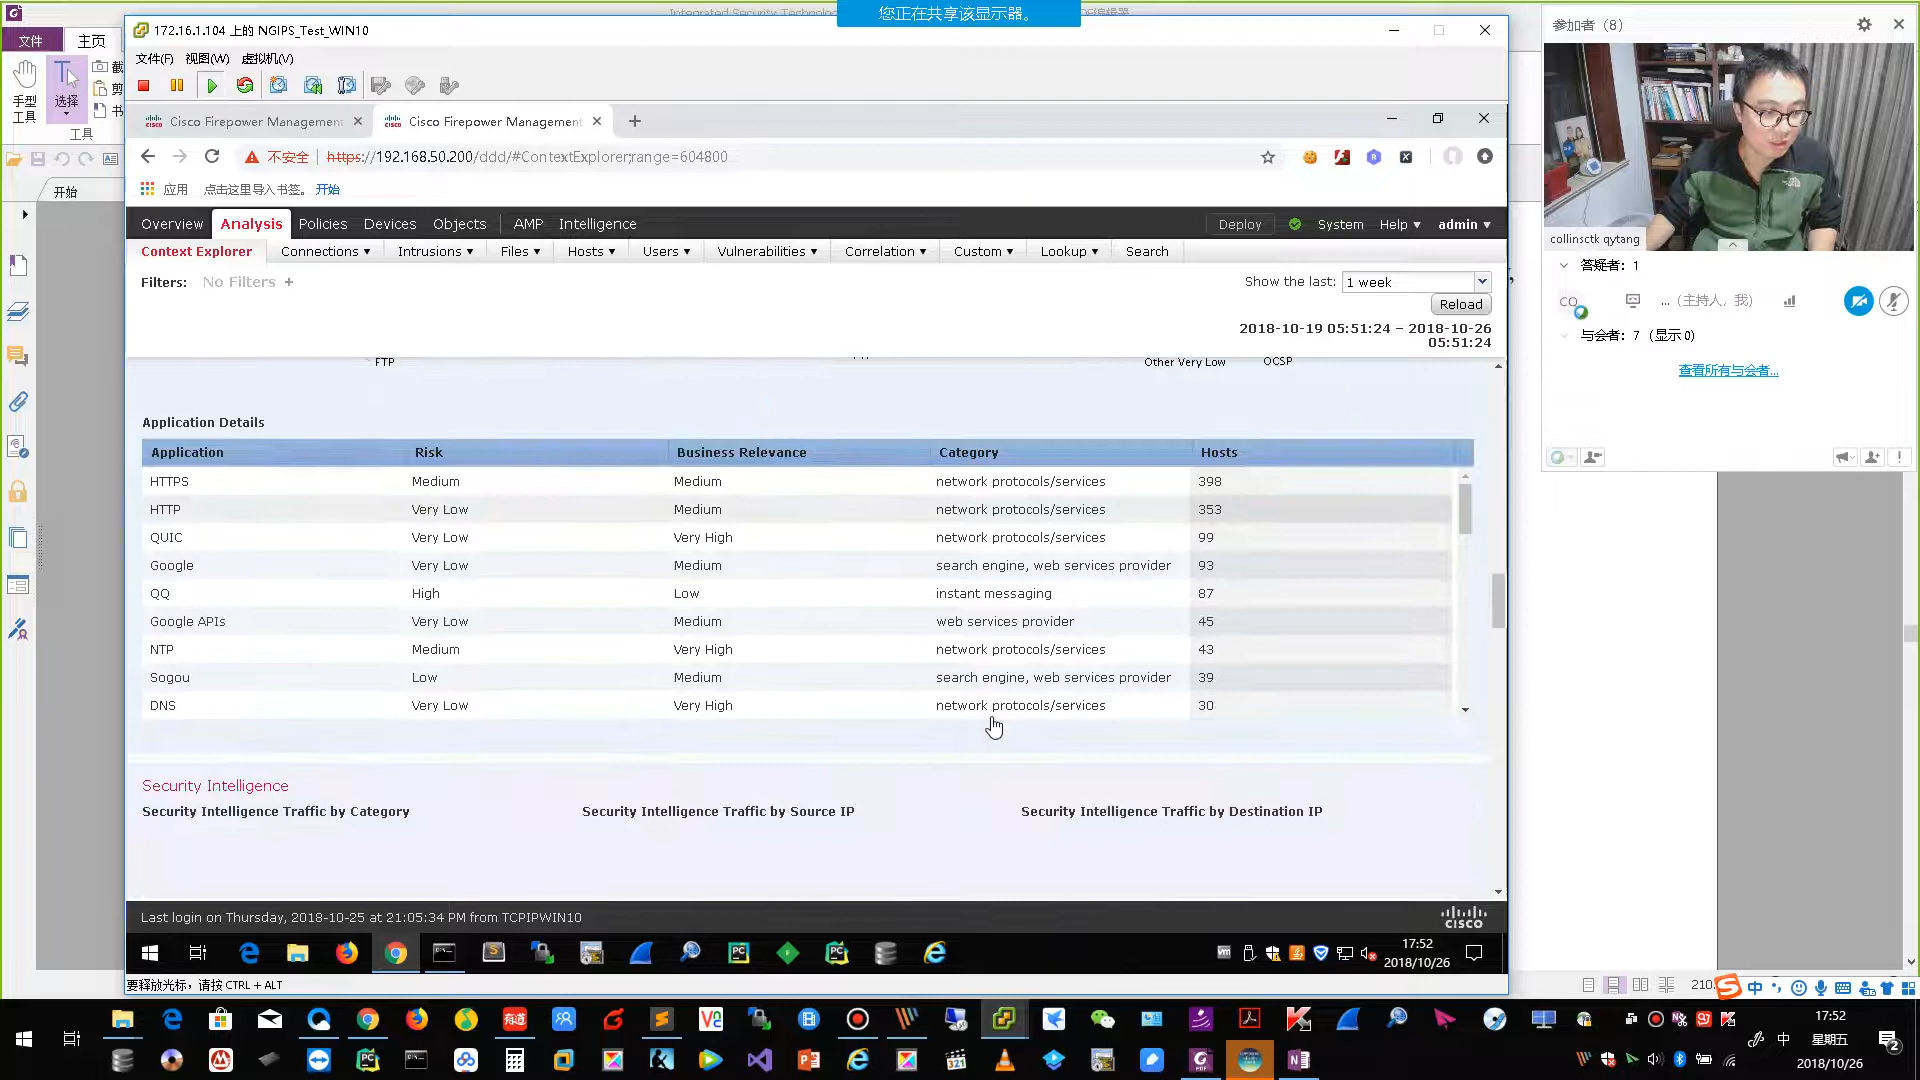 您正在共享该显示器。
172.16.1.104 上的 NGIPS_Test_WIN10
文件
主页
文件(F) 视图(W) 虚拟机(V)
手型
工具
选择
工具
开始
Cisco Firepower Management
Cisco Firepower Management
不安全 | https://192.168.50.200/ddd/#ContextExplorer;range=604800
应用 点击这里导入书签。 开始
Overview Analysis Policies Devices Objects AMP Intelligence Deploy System Help admin
Context Explorer Connections Intrusions Files Hosts Users Vulnerabilities Correlation Custom Lookup Search
Filters: No Filters +
Show the last: 1 week
Reload
2018-10-19 05:51:24 – 2018-10-26
05:51:24
FTP Other Very Low OCSP
Application Details
Application Risk Business Relevance Category Hosts
HTTPS Medium Medium network protocols/services 398
HTTP Very Low Medium network protocols/services 353
QUIC Very Low Very High network protocols/services 99
Google Very Low Medium search engine, web services provider 93
QQ High Low instant messaging 87
Google APIs Very Low Medium web services provider 45
NTP Medium Very High network protocols/services 43
Sogou Low Medium search engine, web services provider 39
DNS Very Low Very High network protocols/services 30
Security Intelligence
Security Intelligence Traffic by Category Security Intelligence Traffic by Source IP Security Intelligence Traffic by Destination IP
Last login on Thursday, 2018-10-25 at 21:05:34 PM from TCPIPWIN10
CISCO
17:52
2018/10/26
要释放光标，请按 CTRL + ALT
参加者（8）
collinsctk qytang
答疑者：1
CQ ... (主持人, 我)
与会者：7（显示 0）
查看所有与会者...
210.
中
17:52
星期五
2018/10/26
中
2